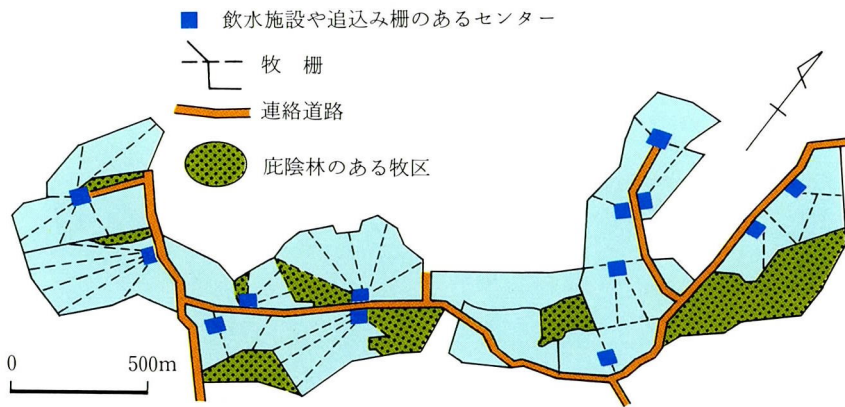 飲水施設や追込み柵のあるセンター
牧 柵
連絡道路
庇陰林のある牧区
0 500m